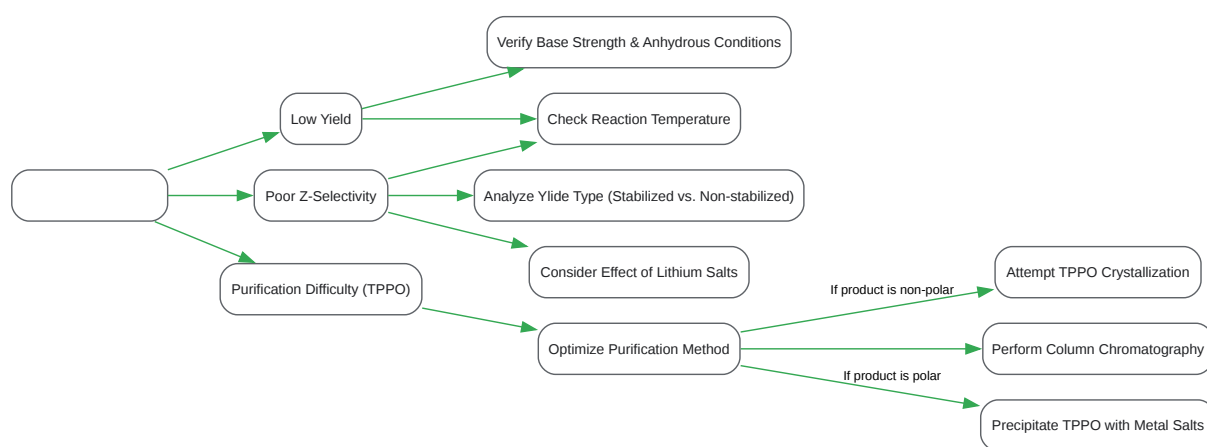 Verify Base Strength & Anhydrous Conditions
Low Yield
Check Reaction Temperature
Poor Z-Selectivity
Analyze Ylide Type (Stabilized vs. Non-stabilized)
Consider Effect of Lithium Salts
Purification Difficulty (TPPO)
Attempt TPPO Crystallization
If product is non-polar
Optimize Purification Method
Perform Column Chromatography
If product is polar
Precipitate TPPO with Metal Salts